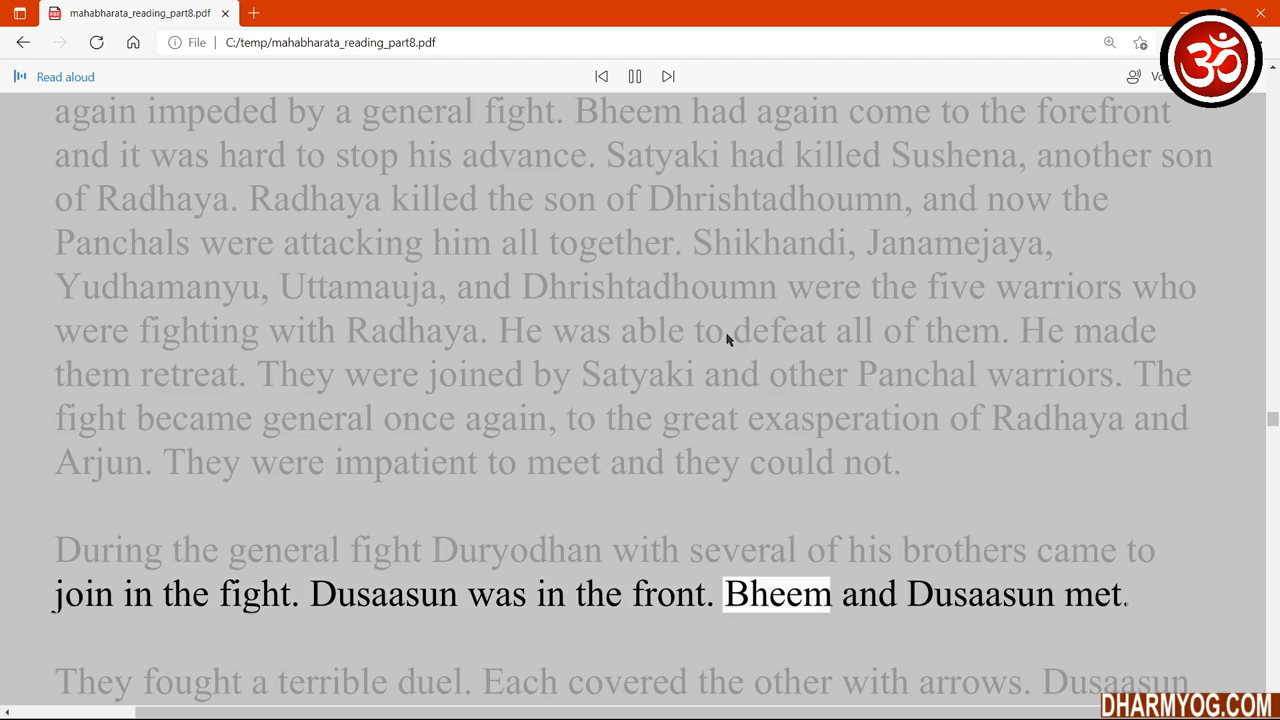 mahabharata_reading_part8.pdf
File C:/temp/mahabharata_reading_part8.pdf
Read aloud
ॐ
again impeded by a general fight. Bheem had again come to the forefront
and it was hard to stop his advance. Satyaki had killed Sushena, another son
of Radhaya. Radhaya killed the son of Dhrishtadhoumn, and now the
Panchals were attacking him all together. Shikhandi, Janamejaya,
Yudhamanyu, Uttamauja, and Dhrishtadhoumn were the five warriors who
were fighting with Radhaya. He was able to defeat all of them. He made
them retreat. They were joined by Satyaki and other Panchal warriors. The
fight became general once again, to the great exasperation of Radhaya and
Arjun. They were impatient to meet and they could not.
During the general fight Duryodhan with several of his brothers came to
join in the fight. Dusaasun was in the front. Bheem and Dusaasun met.
They fought a terrible duel. Each covered the other with arrows. Dusaasun
DHARMYOG.COM